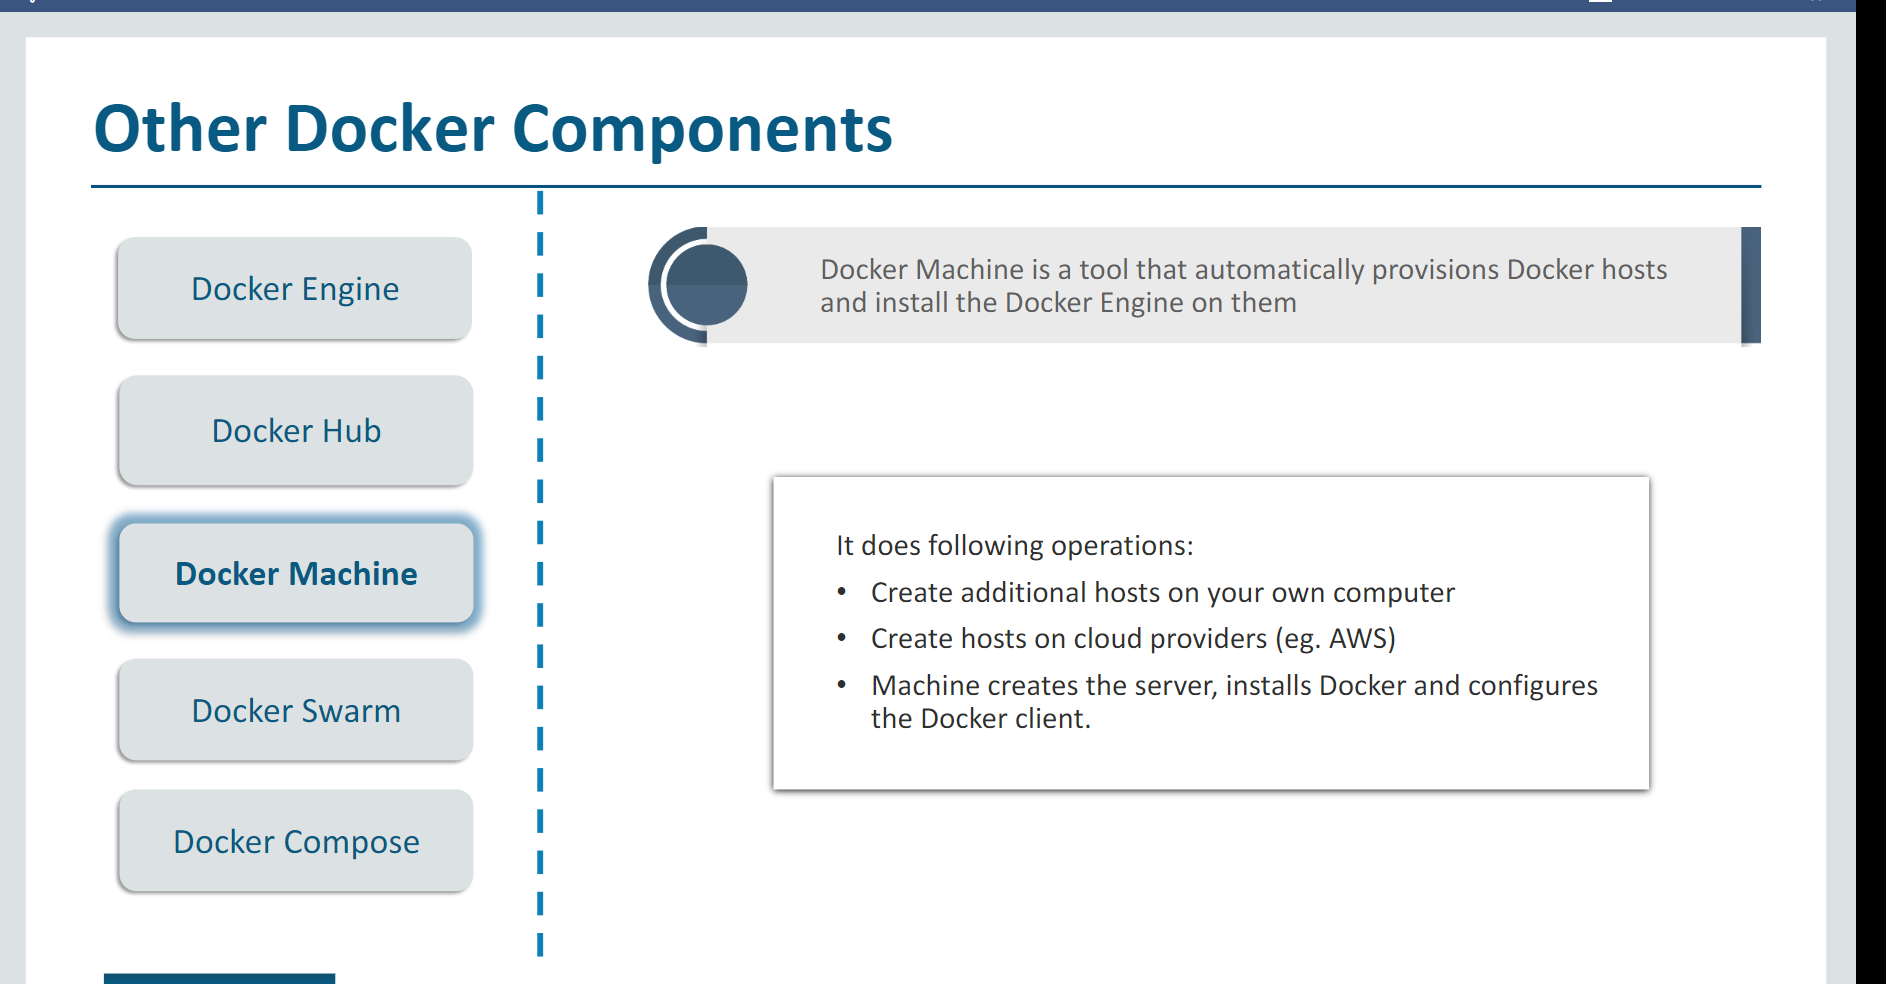 Other Docker Components
Docker Engine
Docker Hub
Docker Machine
Docker Swarm
Docker Compose
Docker Machine is a tool that automatically provisions Docker hosts
and install the Docker Engine on them
It does following operations:
• Create additional hosts on your own computer
• Create hosts on cloud providers (eg. AWS)
• Machine creates the server, installs Docker and configures
the Docker client.